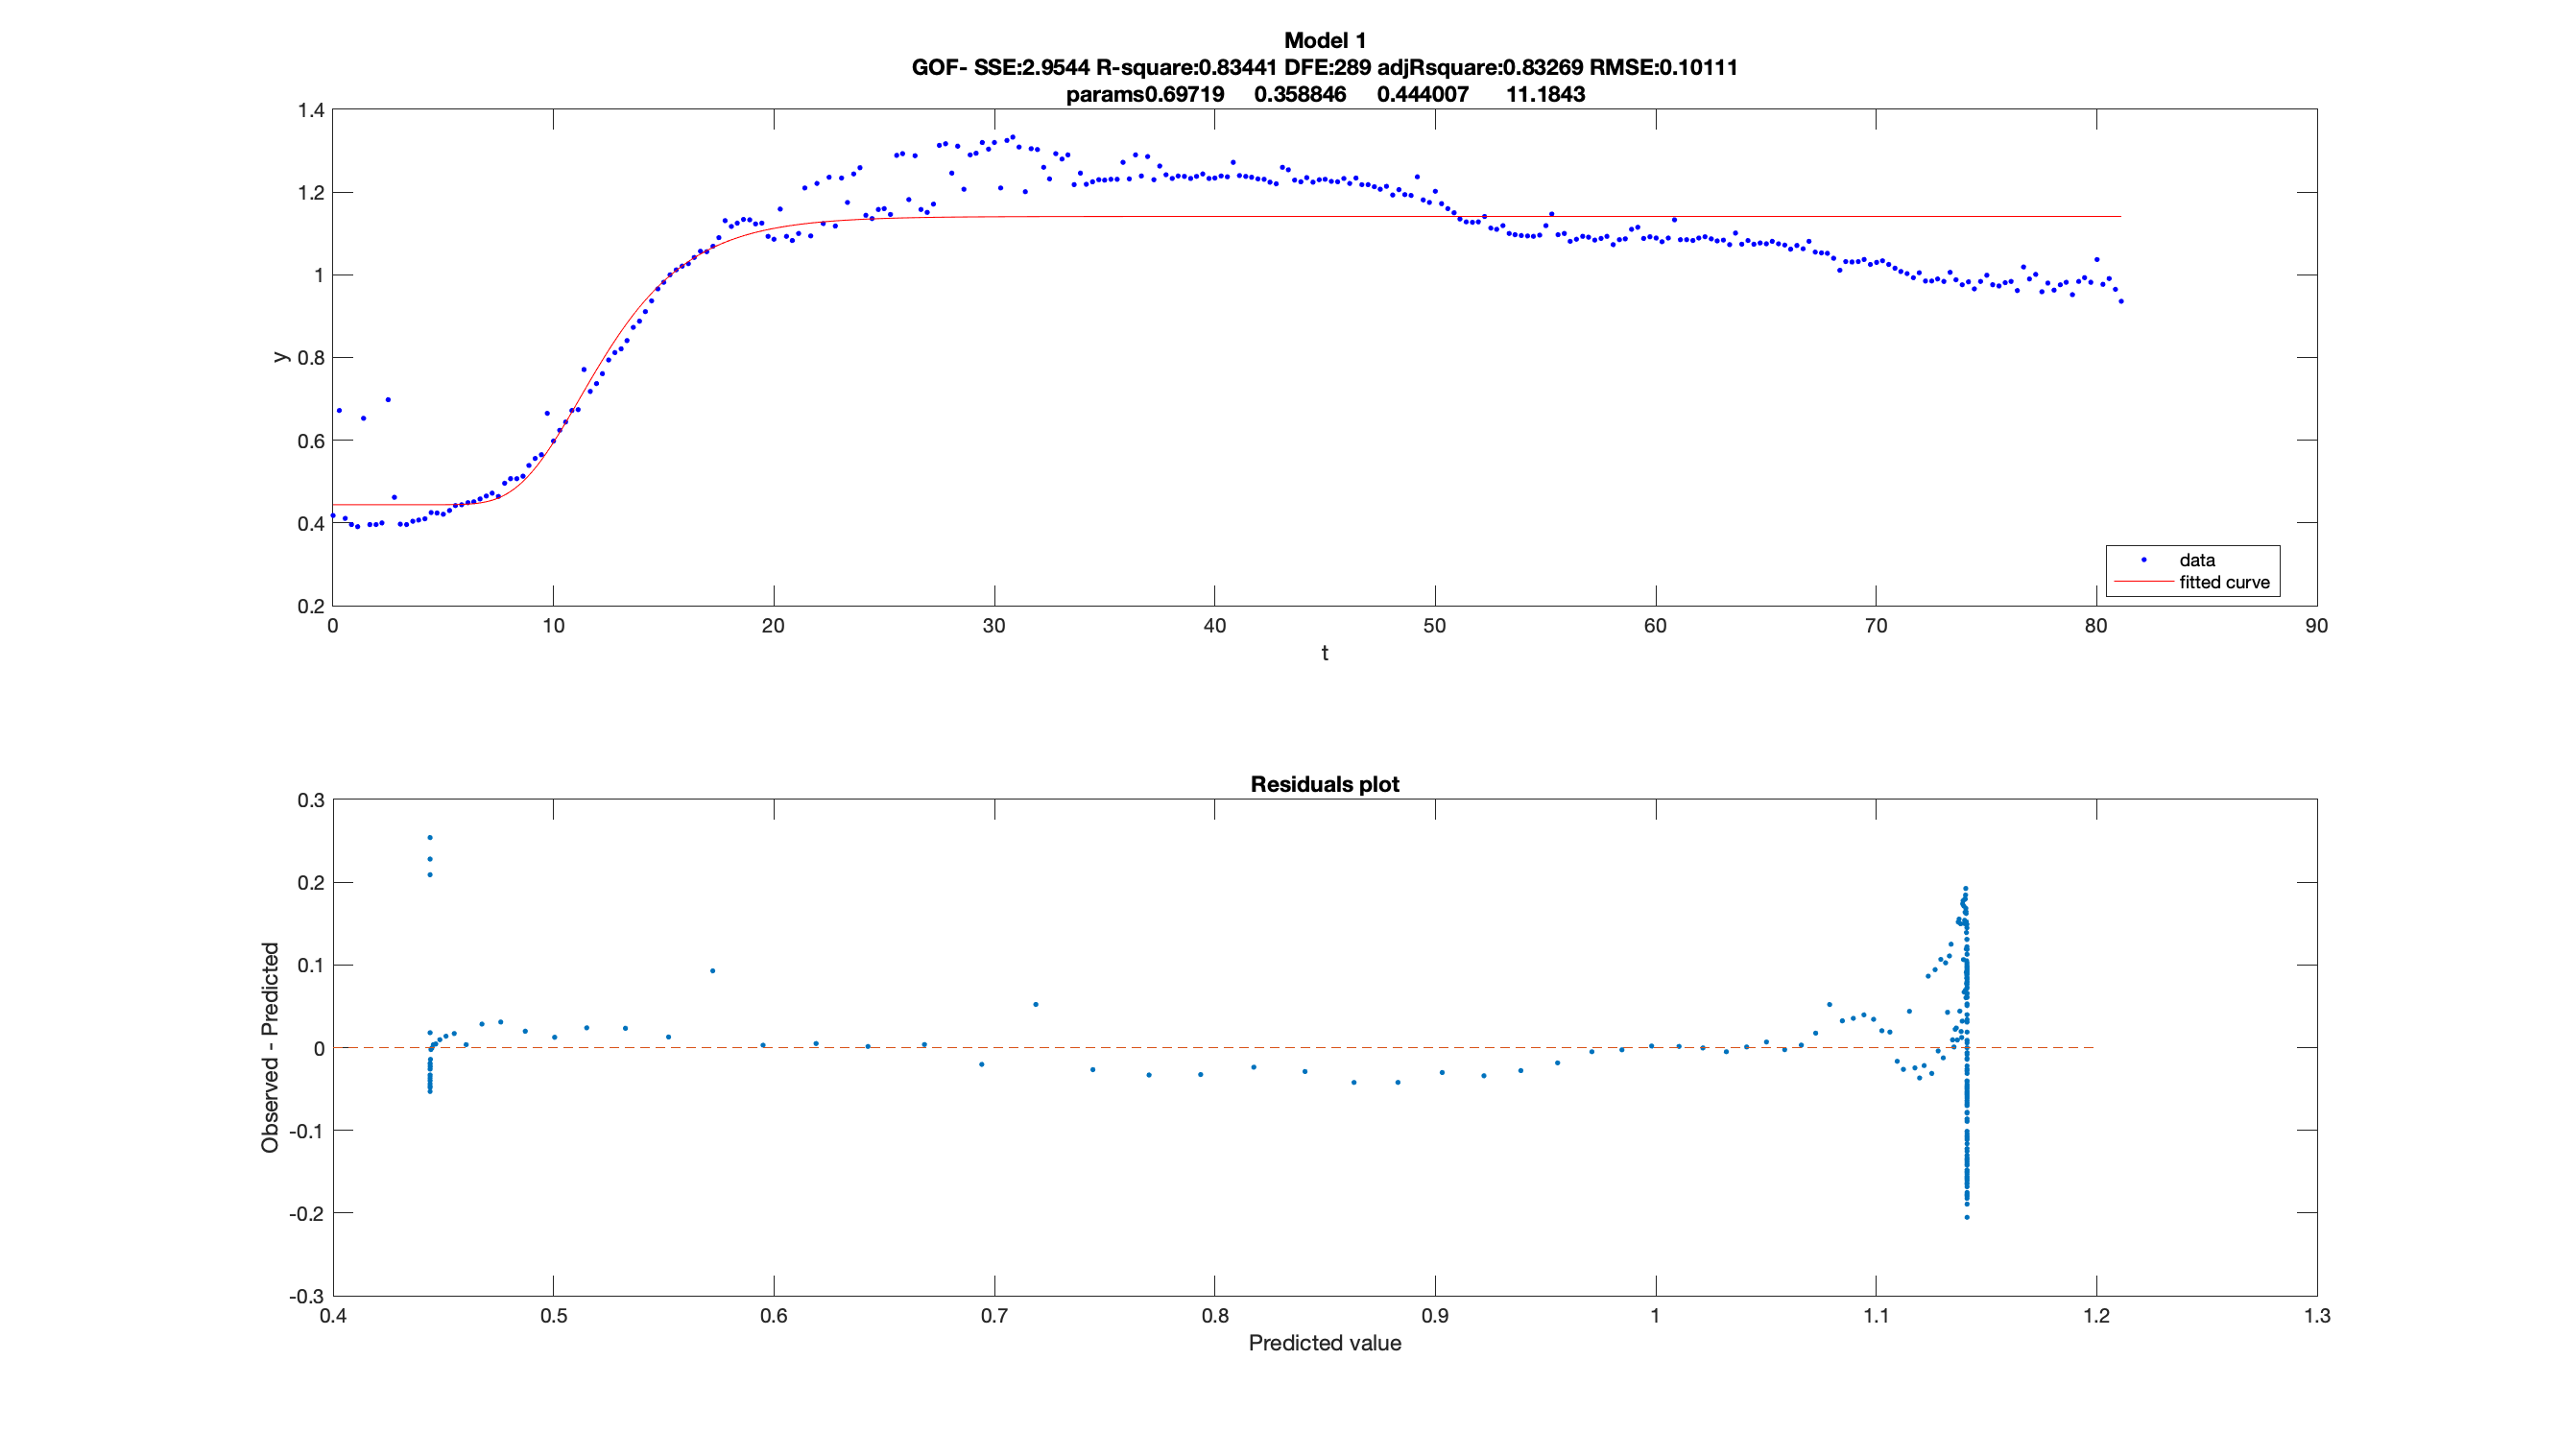 Model 1
GOF- SSE:2.9544 R-square:0.83441 DFE:289 adjRsquare:0.83269 RMSE:0.10111
params0.69719 0.358846 0.444007 11.1843
1.4
1.2
1
0.8
0.6
0.4
0.2
y
0 10 20 30 40 50 60 70 80 90
t
data
fitted curve
Residuals plot
0.3
0.2
0.1
0
-0.1
-0.2
-0.3
Observed - Predicted
0.4 0.5 0.6 0.7 0.8 0.9 1 1.1 1.2 1.3
Predicted value